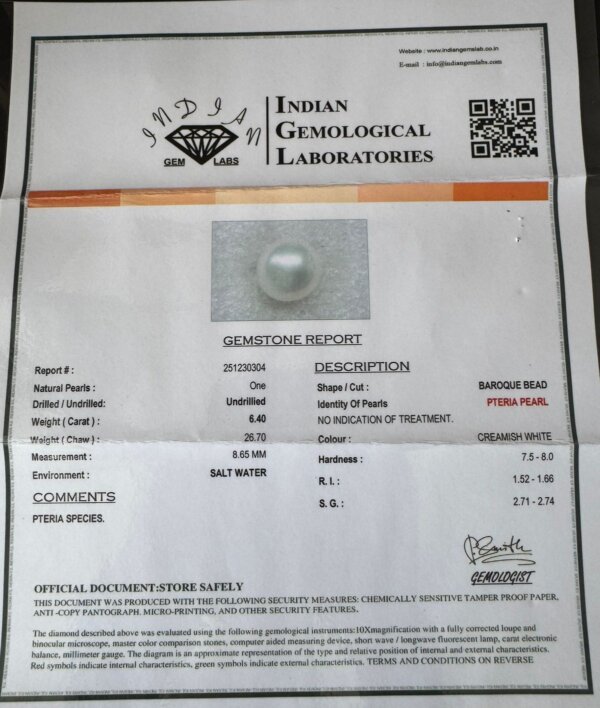 Website : www.indiangemslab.co.in
E-mail : info@indiangemlabs.com
INDIAN
GEM LABS
INDIAN
GEMOLOGICAL
LABORATORIES
GEMSTONE REPORT
Report # : 251230304
Natural Pearls : One
Drilled / Undrilled: Undrillied
Weight ( Carat) : 6.40
Weight ( Chaw) : 26.70
Measurement : 8.65 MM
Environment : SALT WATER
COMMENTS
PTERIA SPECIES.
DESCRIPTION
Shape / Cut : BAROQUE BEAD
Identity Of Pearls PTERIA PEARL
NO INDICATION OF TREATMENT.
Colour : CREAMISH WHITE
Hardness : 7.5 - 8.0
R. I. : 1.52 - 1.66
S. G. : 2.71 - 2.74
GEMOLOGIST
OFFICIAL DOCUMENT:STORE SAFELY
THIS DOCUMENT WAS PRODUCED WITH THE FOLLOWING SECURITY MEASURES: CHEMICALLY SENSITIVE TAMPER PROOF PAPER,
ANTI -COPY PANTOGRAPH. MICRO-PRINTING, AND OTHER SECURITY FEATURES.
The diamond described above was evaluated using the following gemological instruments:10Xmagnification with a fully corrected loupe and
binocular microscope, master color comparison stones, computer aided measuring device, short wave / longwave fluorescent lamp, carat electronic
balance, millimeter gauge. The diagram is an approximate representation of the type and relative position of internal and external characteristics.
Red symbols indicate internal characteristics, green symbols indicate external characteristics. TERMS AND CONDITIONS ON REVERSE